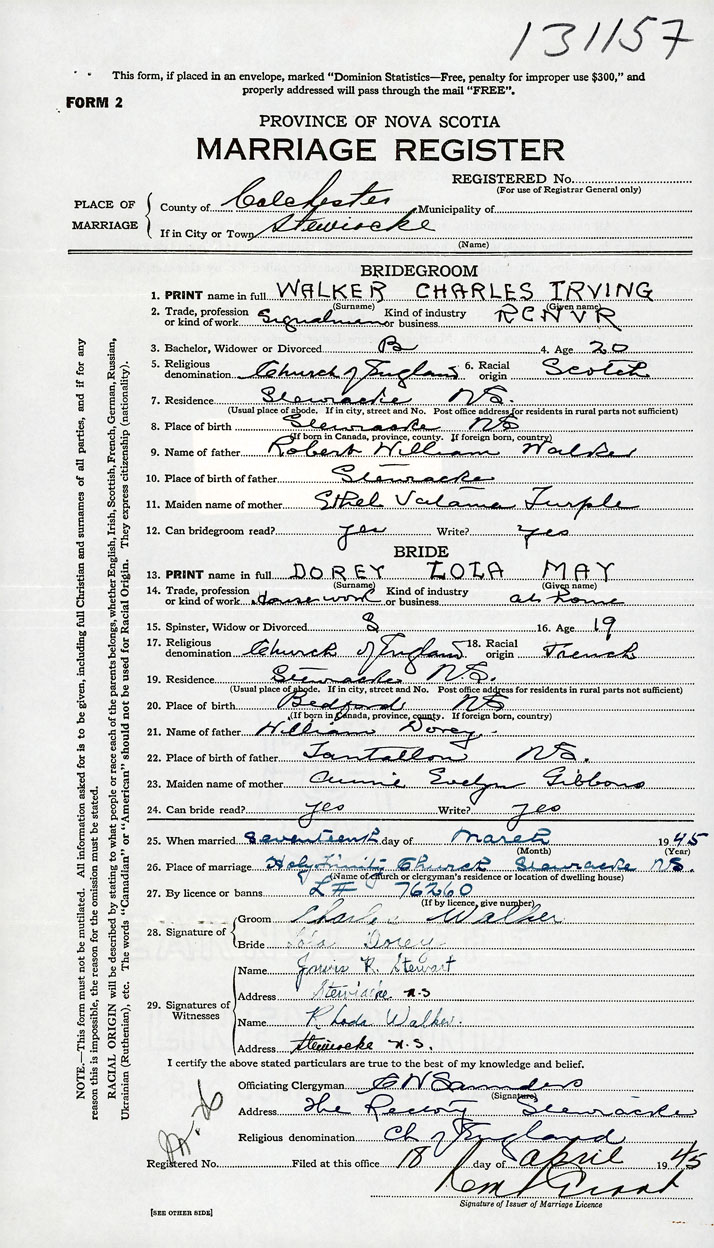 131157
This form, if placed in an envelope, marked "Dominion Statistics—Free, penalty for improper use $300," and
properly addressed will pass through the mail "FREE".
FORM 2
PROVINCE OF NOVA SCOTIA
MARRIAGE REGISTER
REGISTERED No.
(For use of Registrar General only)
PLACE OF MARRIAGE
County of Colchester Municipality of
If in City or Town Stewiacke
(Name)
BRIDEGROOM
1. PRINT name in full WALKER CHARLES IRVING
(Surname) (Given name)
2. Trade, profession or kind of work Signalman Kind of industry or business RCNVR
3. Bachelor, Widower or Divorced B 4. Age 20
5. Religious denomination Church of England 6. Racial origin Scotch
7. Residence Stewiacke N.S.
(Usual place of abode. If in city, street and No. Post office address for residents in rural parts not sufficient)
8. Place of birth Stewiacke NS
(If born in Canada, province, county. If foreign born, country)
9. Name of father Robert William Walker
10. Place of birth of father Stewiacke
11. Maiden name of mother Ethel Turple
12. Can bridegroom read? yes Write? yes
BRIDE
13. PRINT name in full DOREY LOLA MAY
(Surname) (Given name)
14. Trade, profession or kind of work housework Kind of industry or business at home
15. Spinster, Widow or Divorced S 16. Age 19
17. Religious denomination Church of England 18. Racial origin French
19. Residence Stewiacke N.S.
(Usual place of abode. If in city, street and No. Post office address for residents in rural parts not sufficient)
20. Place of birth Bedford NS
(If born in Canada, province, county. If foreign born, country)
21. Name of father William Dorey.
22. Place of birth of father Tantallon NS.
23. Maiden name of mother Annie Evelyn Gibbons
24. Can bride read? yes Write? yes
25. When married seventeenth day of March 1945
(Month) (Year)
26. Place of marriage Holy Trinity Church Stewiacke N.S.
(Name of church or clergyman's residence or location of dwelling house)
27. By licence or banns L# 76260
(If by licence, give number)
28. Signature of
Groom Charles Walker
Bride Lola Dorey
29. Signatures of Witnesses
Name R. Stewart
Address Stewiacke N.S
Name Rhoda Walker.
Address Stewiacke N.S.
I certify the above stated particulars are true to the best of my knowledge and belief.
Officiating Clergyman Saunders
(Signature)
Address The Rectory Stewiacke
Religious denomination Ch of England
Registered No. Filed at this office 18 day of April 1945
Grant
Signature of Issuer of Marriage Licence
[SEE OTHER SIDE]
NOTE.—This form must not be mutilated. All information asked for is to be given, including full Christian and surnames of all parties, and if for any
reason this is impossible, the reason for the omission must be stated.
RACIAL ORIGIN will be described by stating to what people or race each of the parents belongs, whether English, Irish, Scottish, French, German, Russian,
Ukrainian (Ruthenian), etc. The words "Canadian" or "American" should not be used for Racial Origin. They express citizenship (nationality).